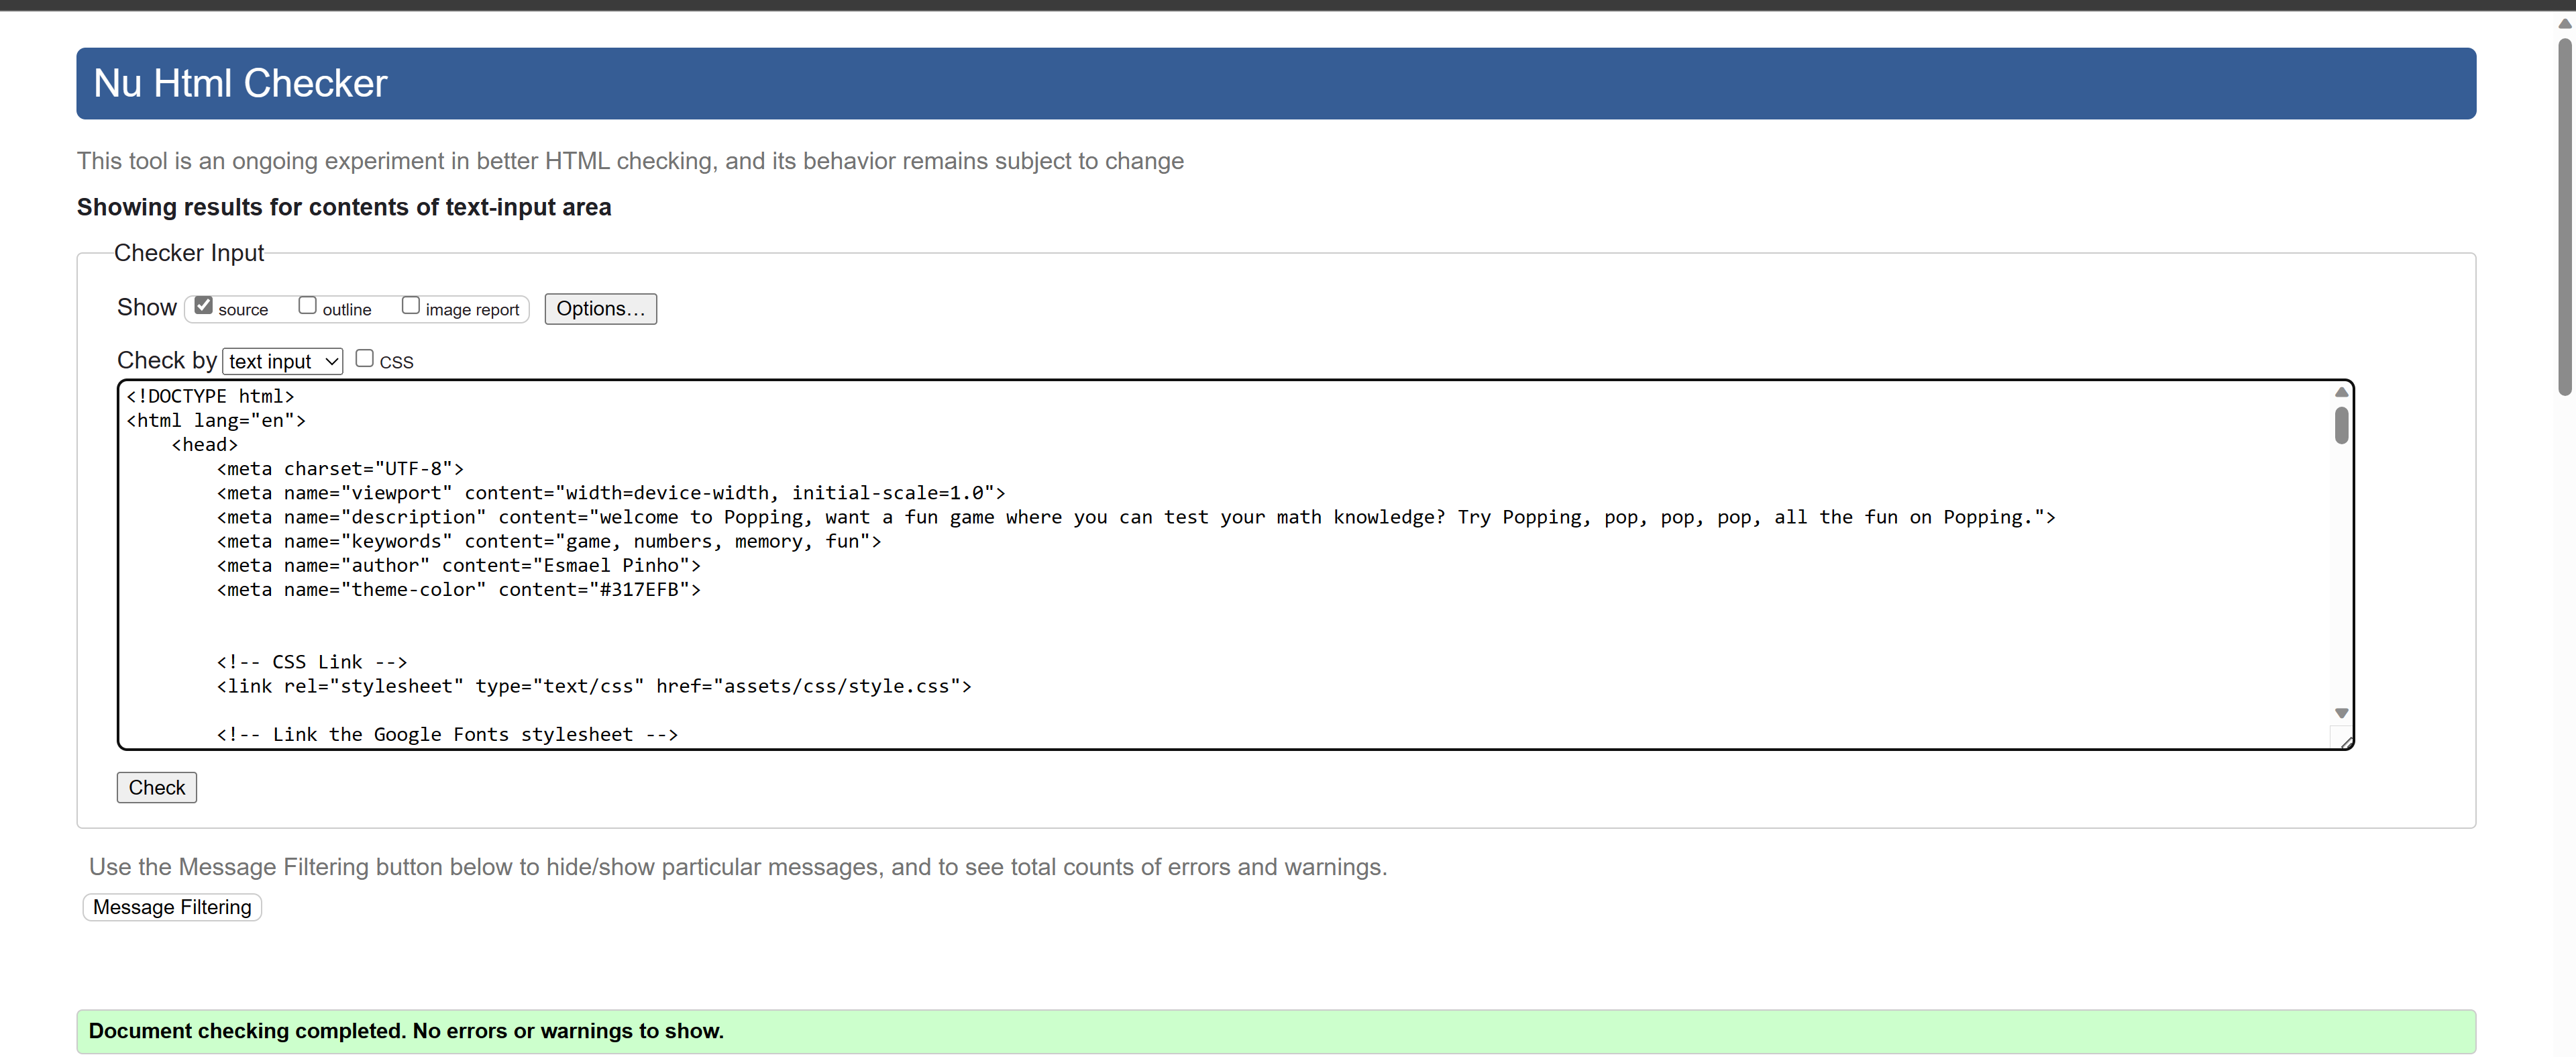 Nu Html Checker
This tool is an ongoing experiment in better HTML checking, and its behavior remains subject to change
Showing results for contents of text-input area
Checker Input
Show source outline image report Options...
Check by text input CSS
<!DOCTYPE html>
<html lang="en">
<head>
<meta charset="UTF-8">
<meta name="viewport" content="width=device-width, initial-scale=1.0">
<meta name="description" content="welcome to Popping, want a fun game where you can test your math knowledge? Try Popping, pop, pop, pop, all the fun on Popping.">
<meta name="keywords" content="game, numbers, memory, fun">
<meta name="author" content="Esmael Pinho">
<meta name="theme-color" content="#317EFB">
<!-- CSS Link -->
<link rel="stylesheet" type="text/css" href="assets/css/style.css">
<!-- Link the Google Fonts stylesheet -->
Check
Use the Message Filtering button below to hide/show particular messages, and to see total counts of errors and warnings.
Message Filtering
Document checking completed. No errors or warnings to show.